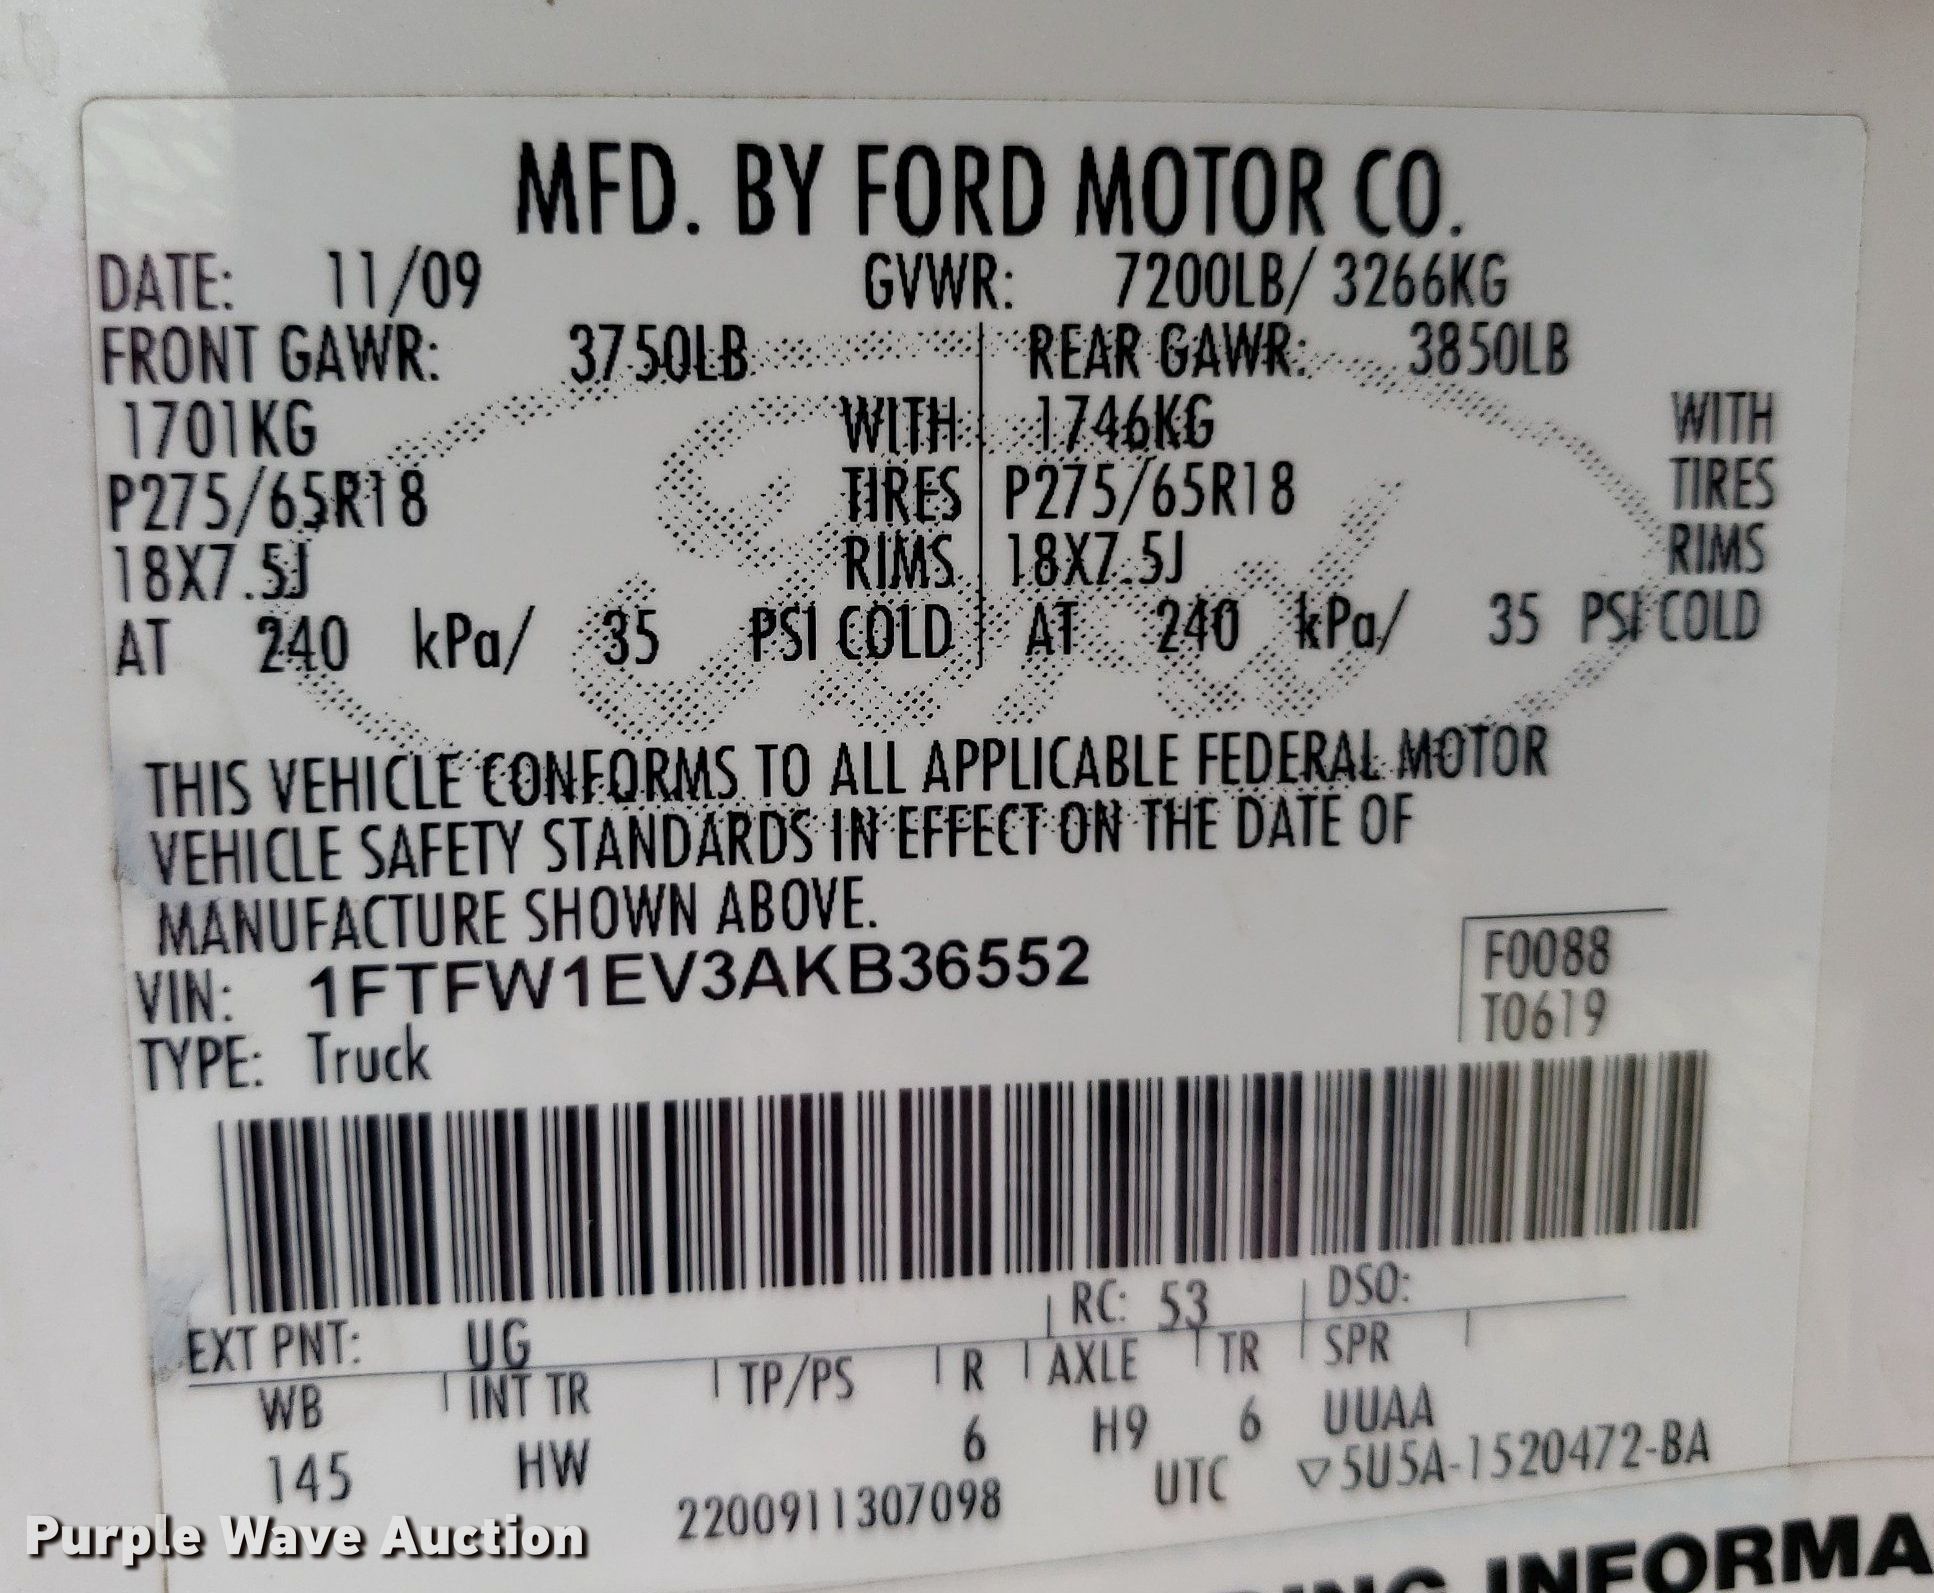 MFD. BY FORD MOTOR CO.
DATE: 11/09 GVWR: 7200LB/ 3266KG
FRONT GAWR: 3750LB REAR GAWR: 3850LB
1701KG WITH 1746KG WITH
P275/65R18 TIRES P275/65R18 TIRES
18X7.5J RIMS 18X7.5J RIMS
AT 240 kPa/ 35 PSI COLD AT 240 kPa/ 35 PSI COLD
THIS VEHICLE CONFORMS TO ALL APPLICABLE FEDERAL MOTOR
VEHICLE SAFETY STANDARDS IN EFFECT ON THE DATE OF
MANUFACTURE SHOWN ABOVE.
VIN: 1FTFW1EV3AKB36552 F0088
TYPE: Truck T0619
EXT PNT: UG RC: 53 DSO:
WB INT TR TP/PS R AXLE TR SPR
145 HW 6 H9 6 UUAA
2200911307098 UTC ▽5U5A-1520472-BA
Purple Wave Auction
INFORMA